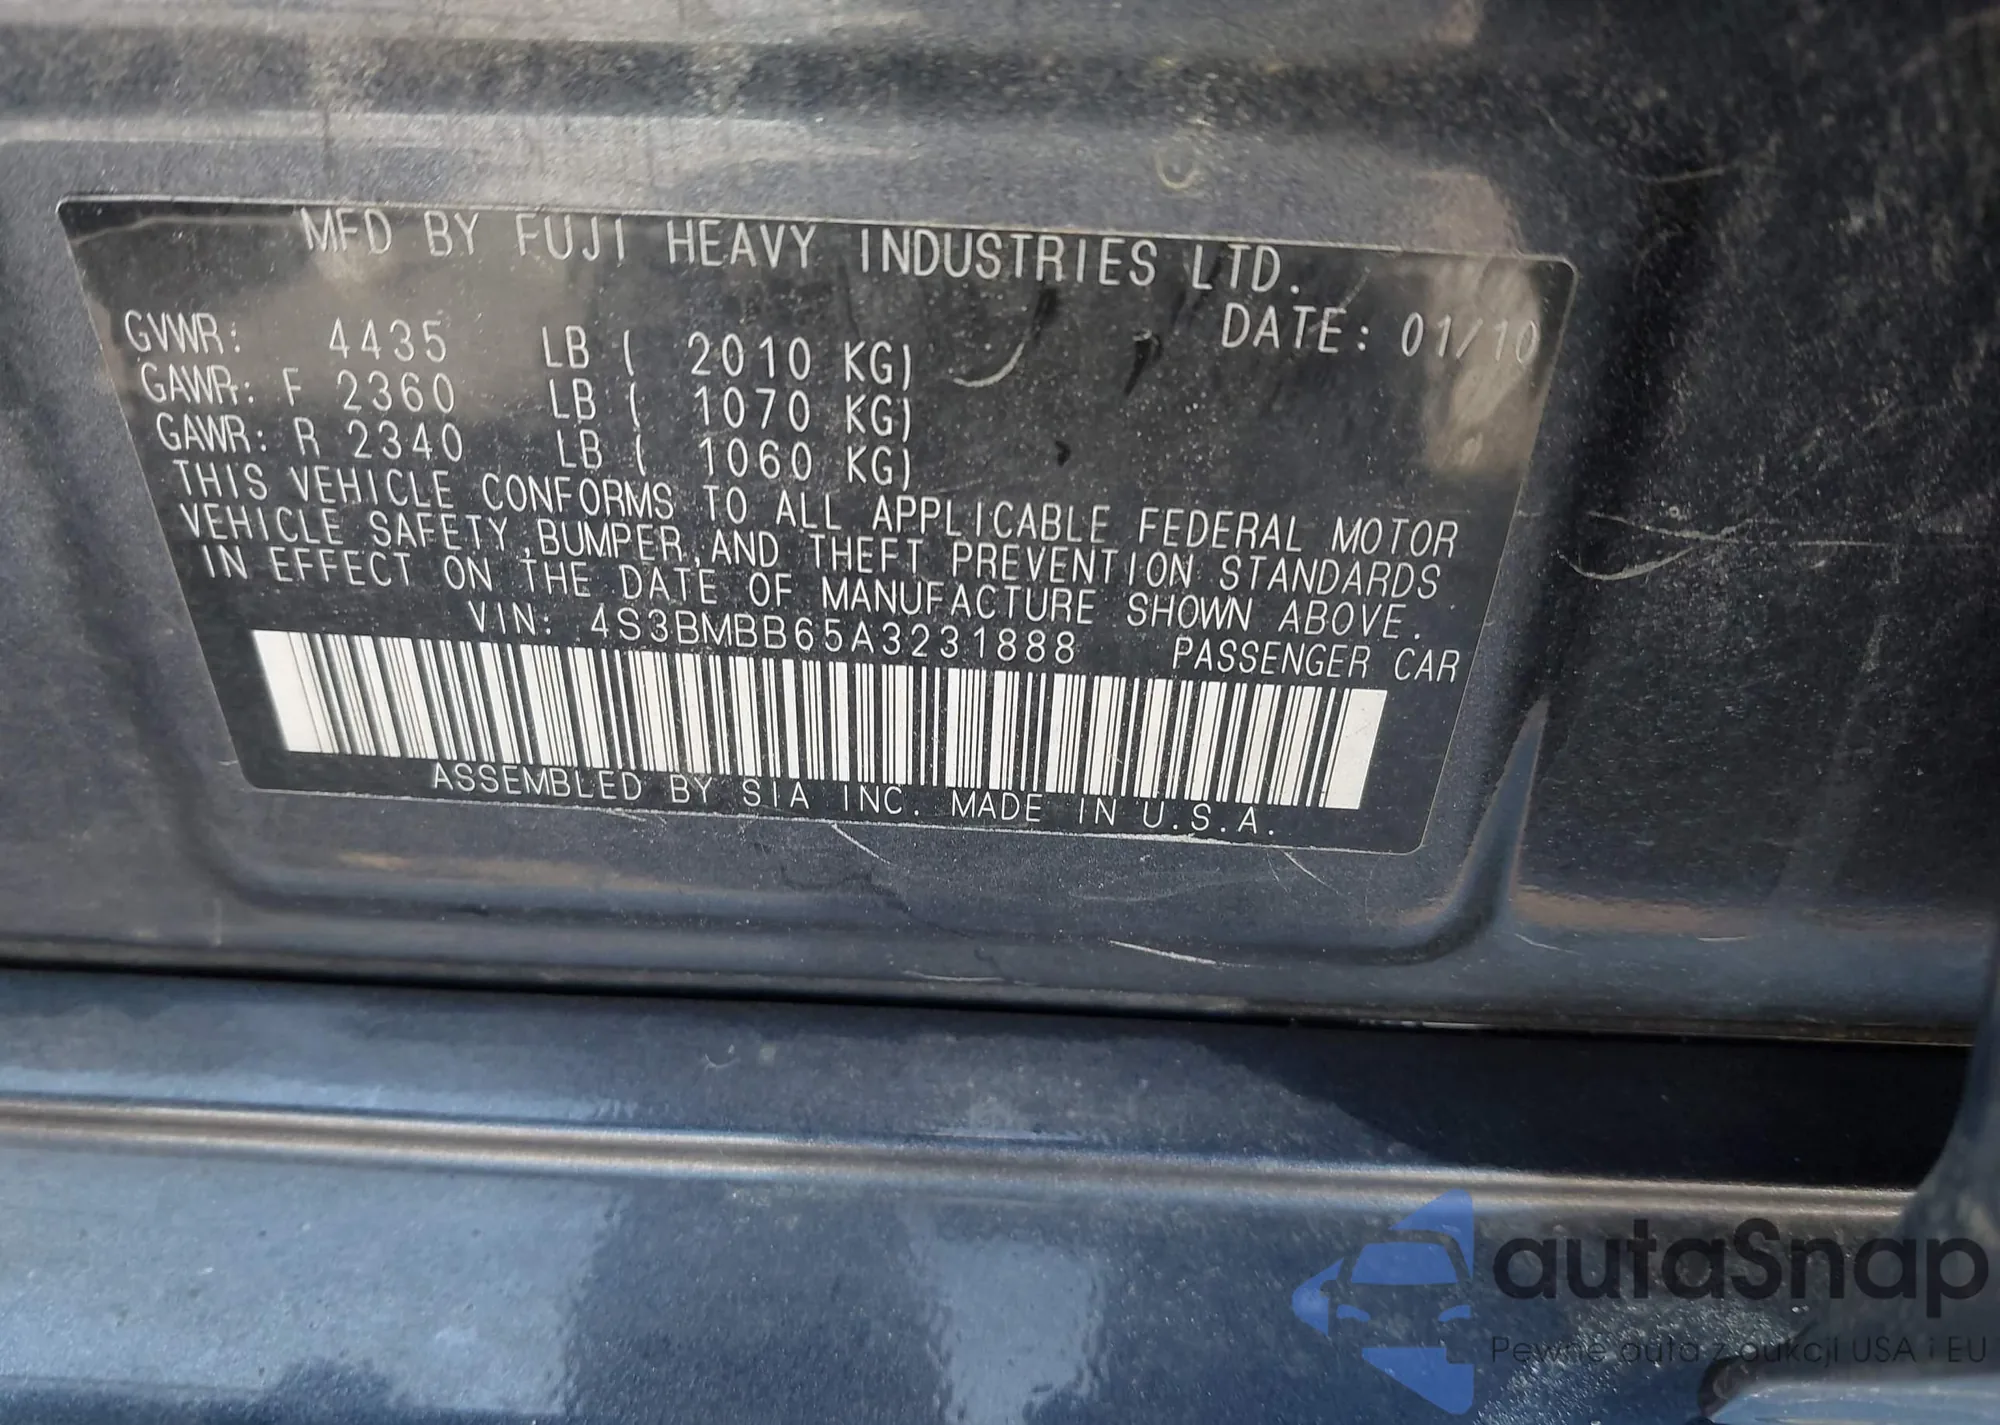 MFD BY FUJI HEAVY INDUSTRIES LTD.
DATE: 01/10
GVWR: 4435 LB ( 2010 KG)
GAWR: F 2360 LB ( 1070 KG)
GAWR: R 2340 LB ( 1060 KG)
THIS VEHICLE CONFORMS TO ALL APPLICABLE FEDERAL MOTOR
VEHICLE SAFETY,BUMPER,AND THEFT PREVENTION STANDARDS
IN EFFECT ON THE DATE OF MANUFACTURE SHOWN ABOVE.
VIN: 4S3BMBB65A3231888 PASSENGER CAR
ASSEMBLED BY SIA INC. MADE IN U.S.A.
autaSnap
Pewne auta z aukcji USA i EU